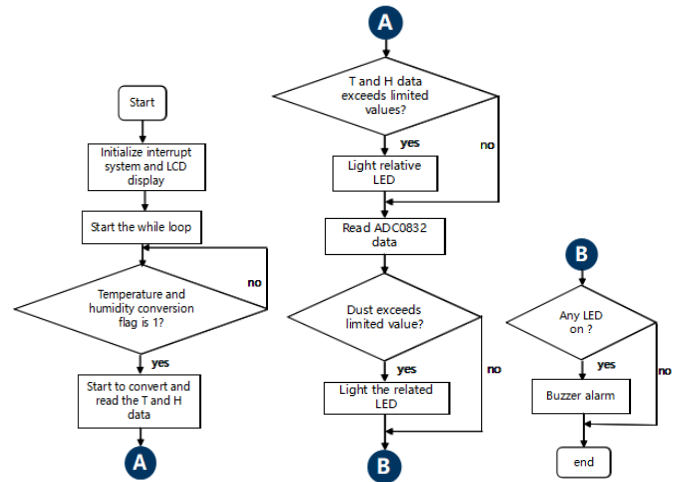 Start
Initialize interrupt
system and LCD
display
Start the while loop
no
Temperature and
humidity conversion
flag is 1?
yes
Start to convert and
read the T and H
data
A
A
T and H data
exceeds limited
values?
yes
no
Light relative
LED
Read ADC0832
data
Dust exceeds
limited value?
yes
no
Light the related
LED
B
B
Any LED
on ?
yes
no
Buzzer alarm
end